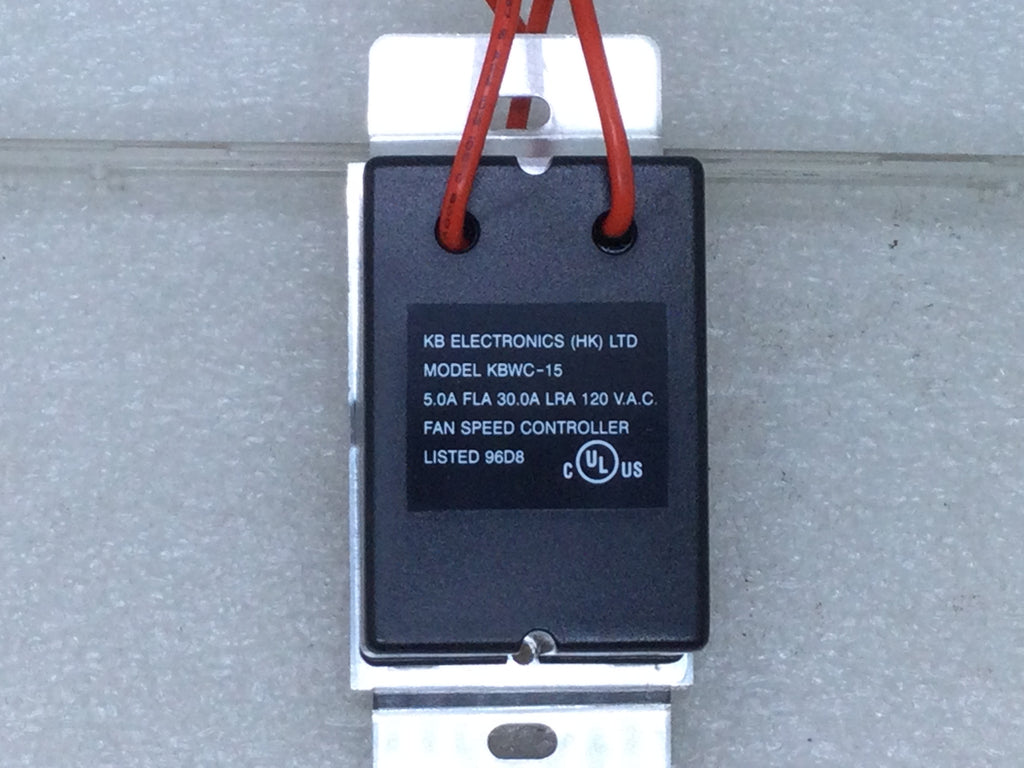 KB ELECTRONICS (HK) LTD
MODEL KBWC-15
5.0A FLA 30.0A LRA 120 V.A.C.
FAN SPEED CONTROLLER
LISTED 96D8
C UL US